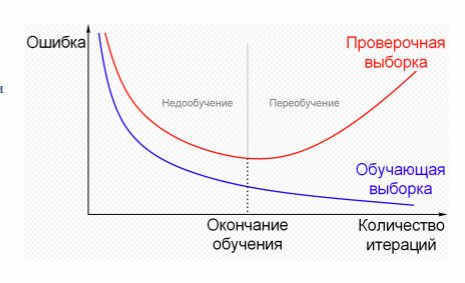 Ошибка
Проверочная
выборка
и
Недообучение
Переобучение
Обучающая
выборка
Окончание
обучения
Количество
итераций